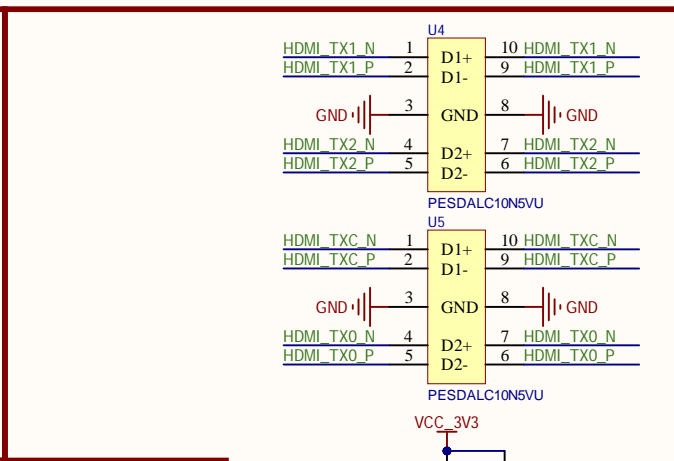 U4
HDMI_TX1_N 1 D1+ 10 HDMI_TX1_N
HDMI_TX1_P 2 D1- 9 HDMI_TX1_P
GND 3 GND 8 GND
HDMI_TX2_N 4 D2+ 7 HDMI_TX2_N
HDMI_TX2_P 5 D2- 6 HDMI_TX2_P
PESDALC10N5VU
U5
HDMI_TXC_N 1 D1+ 10 HDMI_TXC_N
HDMI_TXC_P 2 D1- 9 HDMI_TXC_P
GND 3 GND 8 GND
HDMI_TX0_N 4 D2+ 7 HDMI_TX0_N
HDMI_TX0_P 5 D2- 6 HDMI_TX0_P
PESDALC10N5VU
VCC_3V3